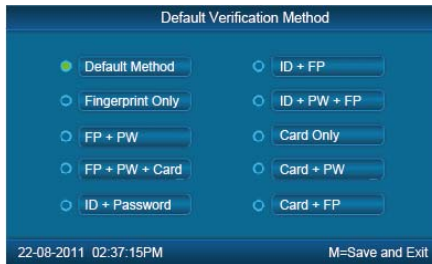 Default Verification Method
Default Method
ID + FP
Fingerprint Only
ID + PW + FP
FP + PW
Card Only
FP + PW + Card
Card + PW
ID + Password
Card + FP
22-08-2011 02:37:15PM
M=Save and Exit